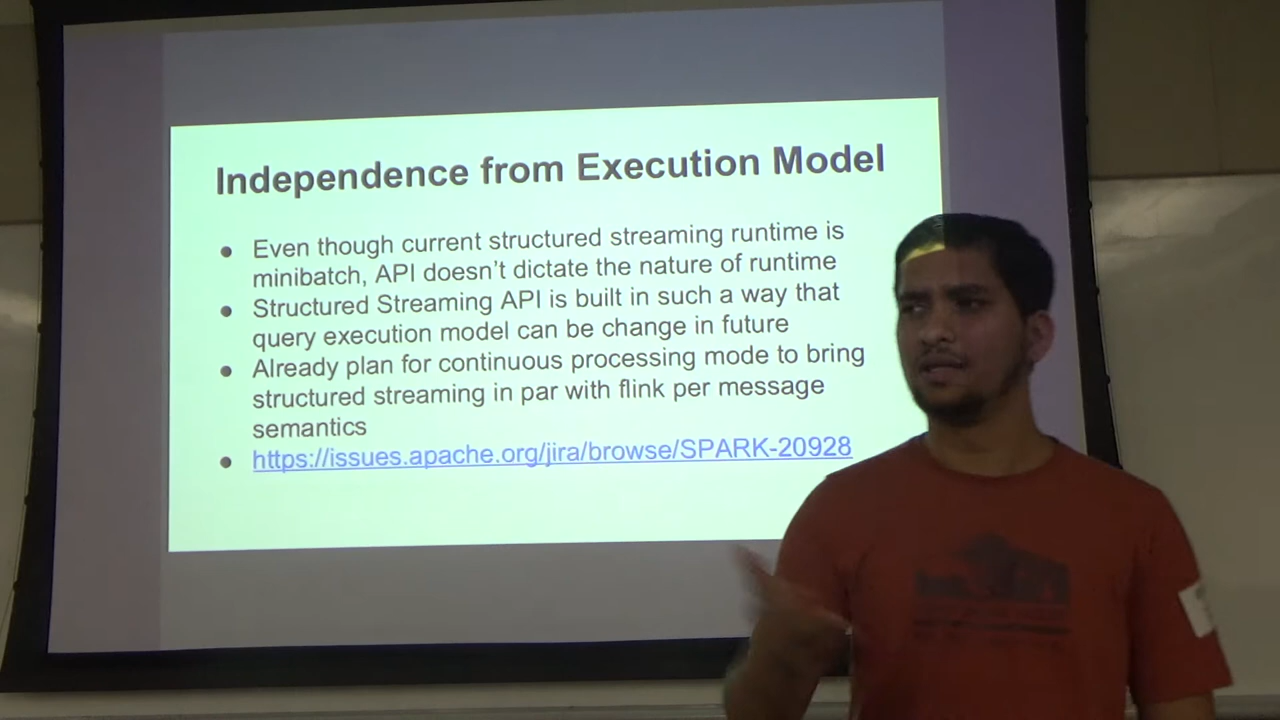 Independence from Execution Model
● Even though current structured streaming runtime is
minibatch, API doesn't dictate the nature of runtime
● Structured Streaming API is built in such a way that
query execution model can be change in future
● Already plan for continuous processing mode to bring
structured streaming in par with flink per message
semantics
● https://issues.apache.org/jira/browse/SPARK-20928